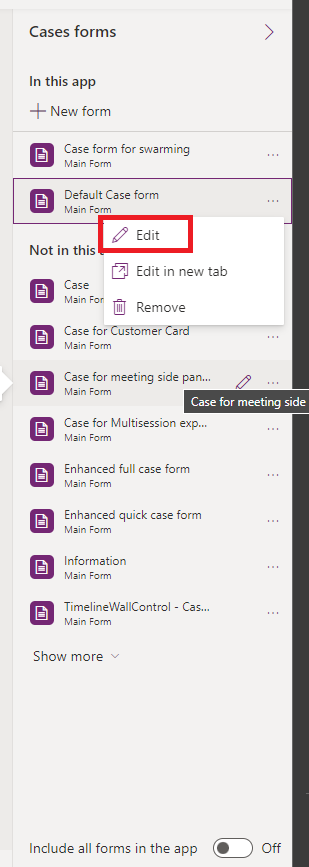 Cases forms
In this app
New form
Case form for swarming
Main Form
...
Default Case form
Main Form
...
Edit
Edit in new tab
Remove
Not in this
Case
Main
Case for Customer Card
Main Form
Case for meeting side pan...
Main Form
...
Case for meeting side
Case for Multisession exp...
Main Form
...
Enhanced full case form
Main Form
...
Enhanced quick case form
Main Form
...
Information
Main Form
...
TimelineWallControl - Cas...
Main Form
...
Show more
Include all forms in the app
Off